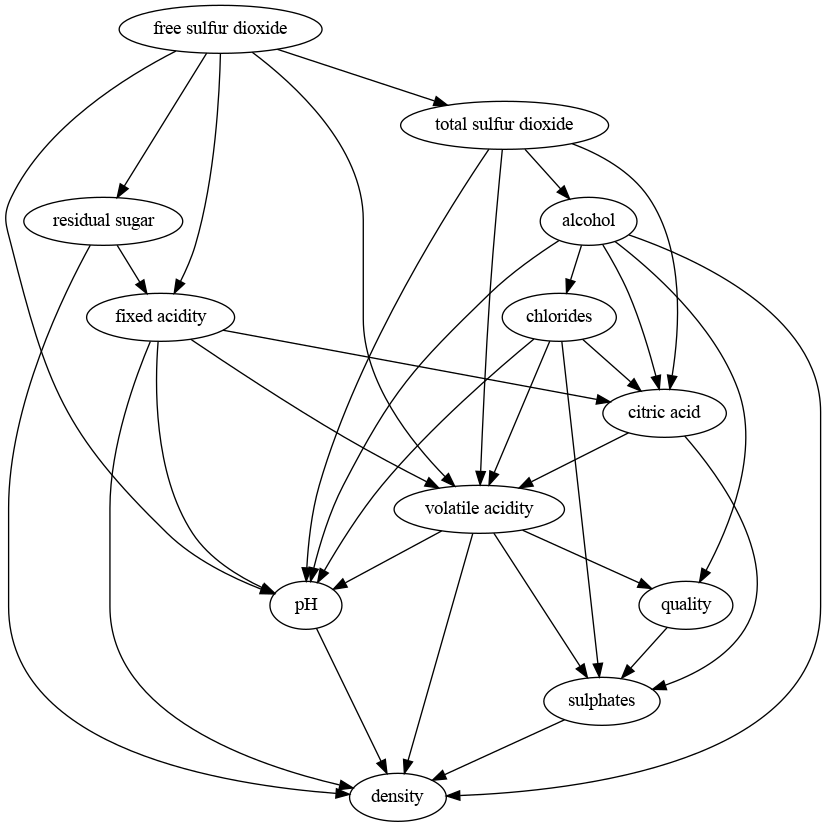 free sulfur dioxide
total sulfur dioxide
residual sugar
alcohol
fixed acidity
chlorides
citric acid
volatile acidity
pH
quality
sulphates
density